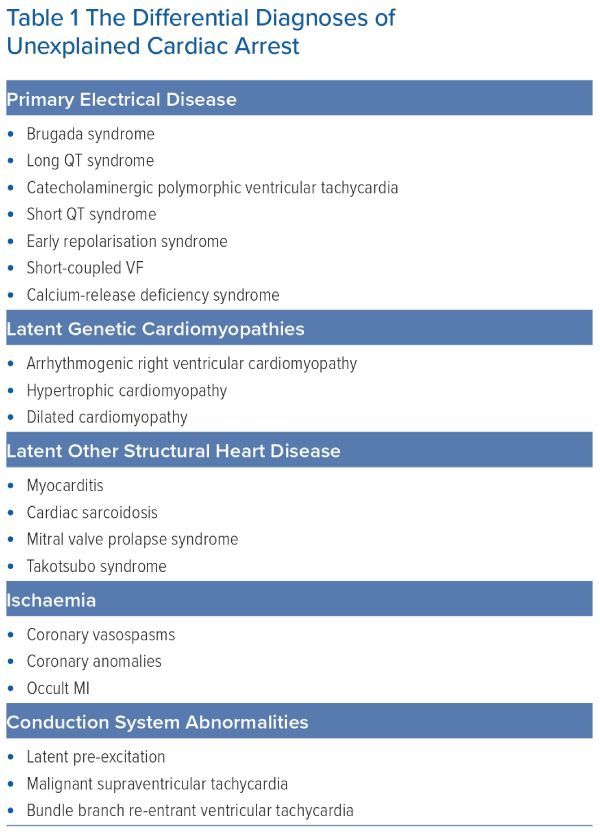 Table 1 The Differential Diagnoses of
Unexplained Cardiac Arrest
Primary Electrical Disease
• Brugada syndrome
• Long QT syndrome
• Catecholaminergic polymorphic ventricular tachycardia
• Short QT syndrome
• Early repolarisation syndrome
• Short-coupled VF
• Calcium-release deficiency syndrome
Latent Genetic Cardiomyopathies
• Arrhythmogenic right ventricular cardiomyopathy
• Hypertrophic cardiomyopathy
• Dilated cardiomyopathy
Latent Other Structural Heart Disease
• Myocarditis
• Cardiac sarcoidosis
• Mitral valve prolapse syndrome
• Takotsubo syndrome
Ischaemia
• Coronary vasospasms
• Coronary anomalies
• Occult MI
Conduction System Abnormalities
• Latent pre-excitation
• Malignant supraventricular tachycardia
• Bundle branch re-entrant ventricular tachycardia